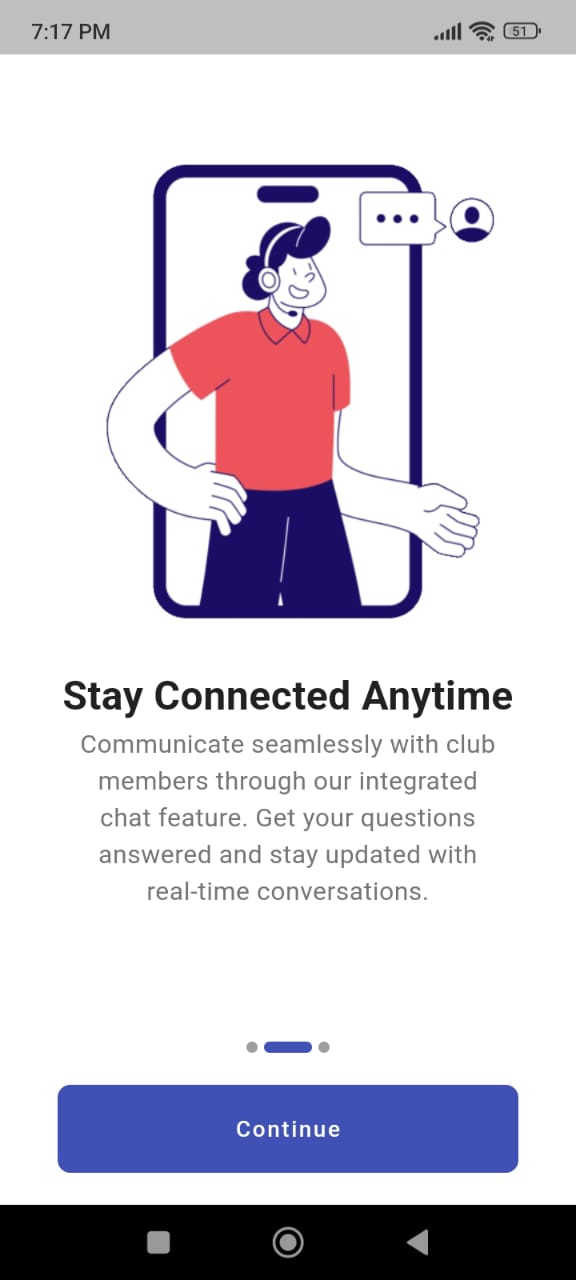 7:17 PM
51
Stay Connected Anytime
Communicate seamlessly with club
members through our integrated
chat feature. Get your questions
answered and stay updated with
real-time conversations.
Continue